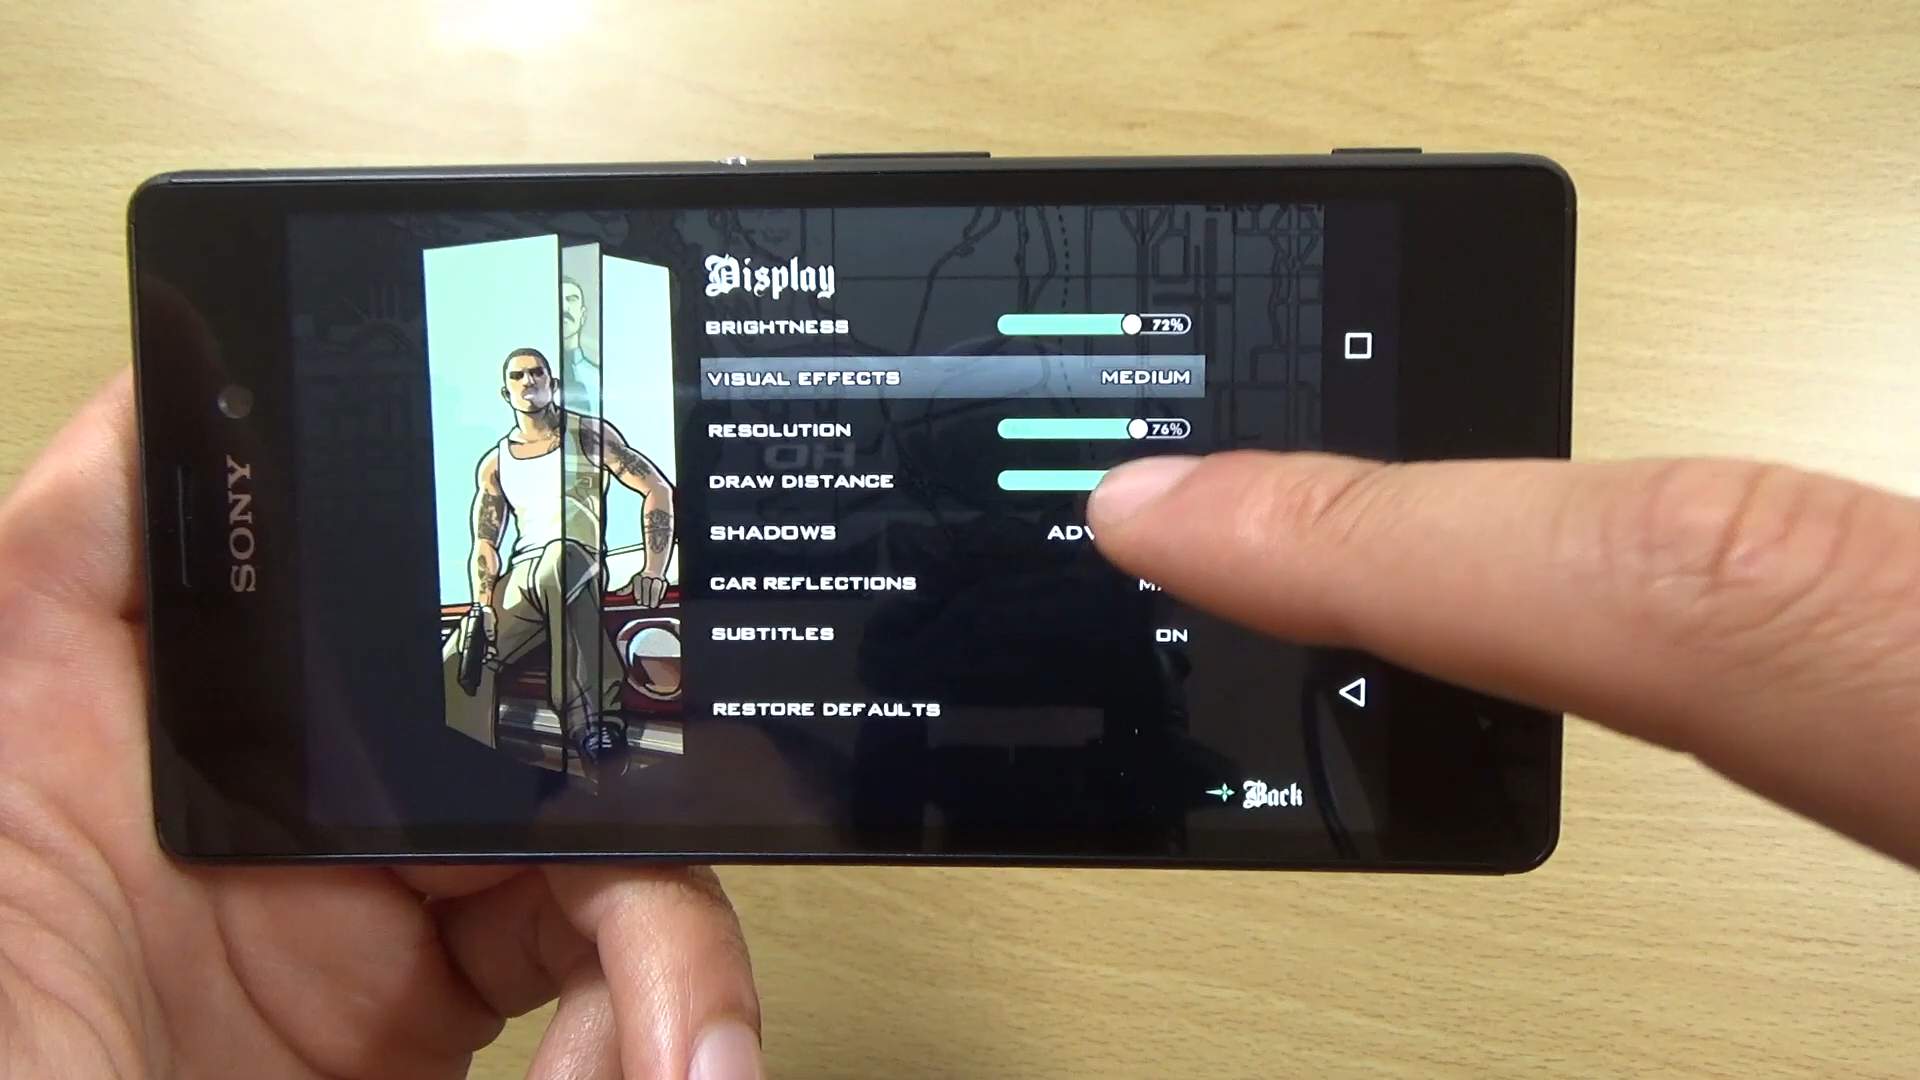 SONY
Display
BRIGHTNESS 72%
VISUAL EFFECTS MEDIUM
RESOLUTION 76%
DRAW DISTANCE
SHADOWS
CAR REFLECTIONS
SUBTITLES ON
RESTORE DEFAULTS
Back